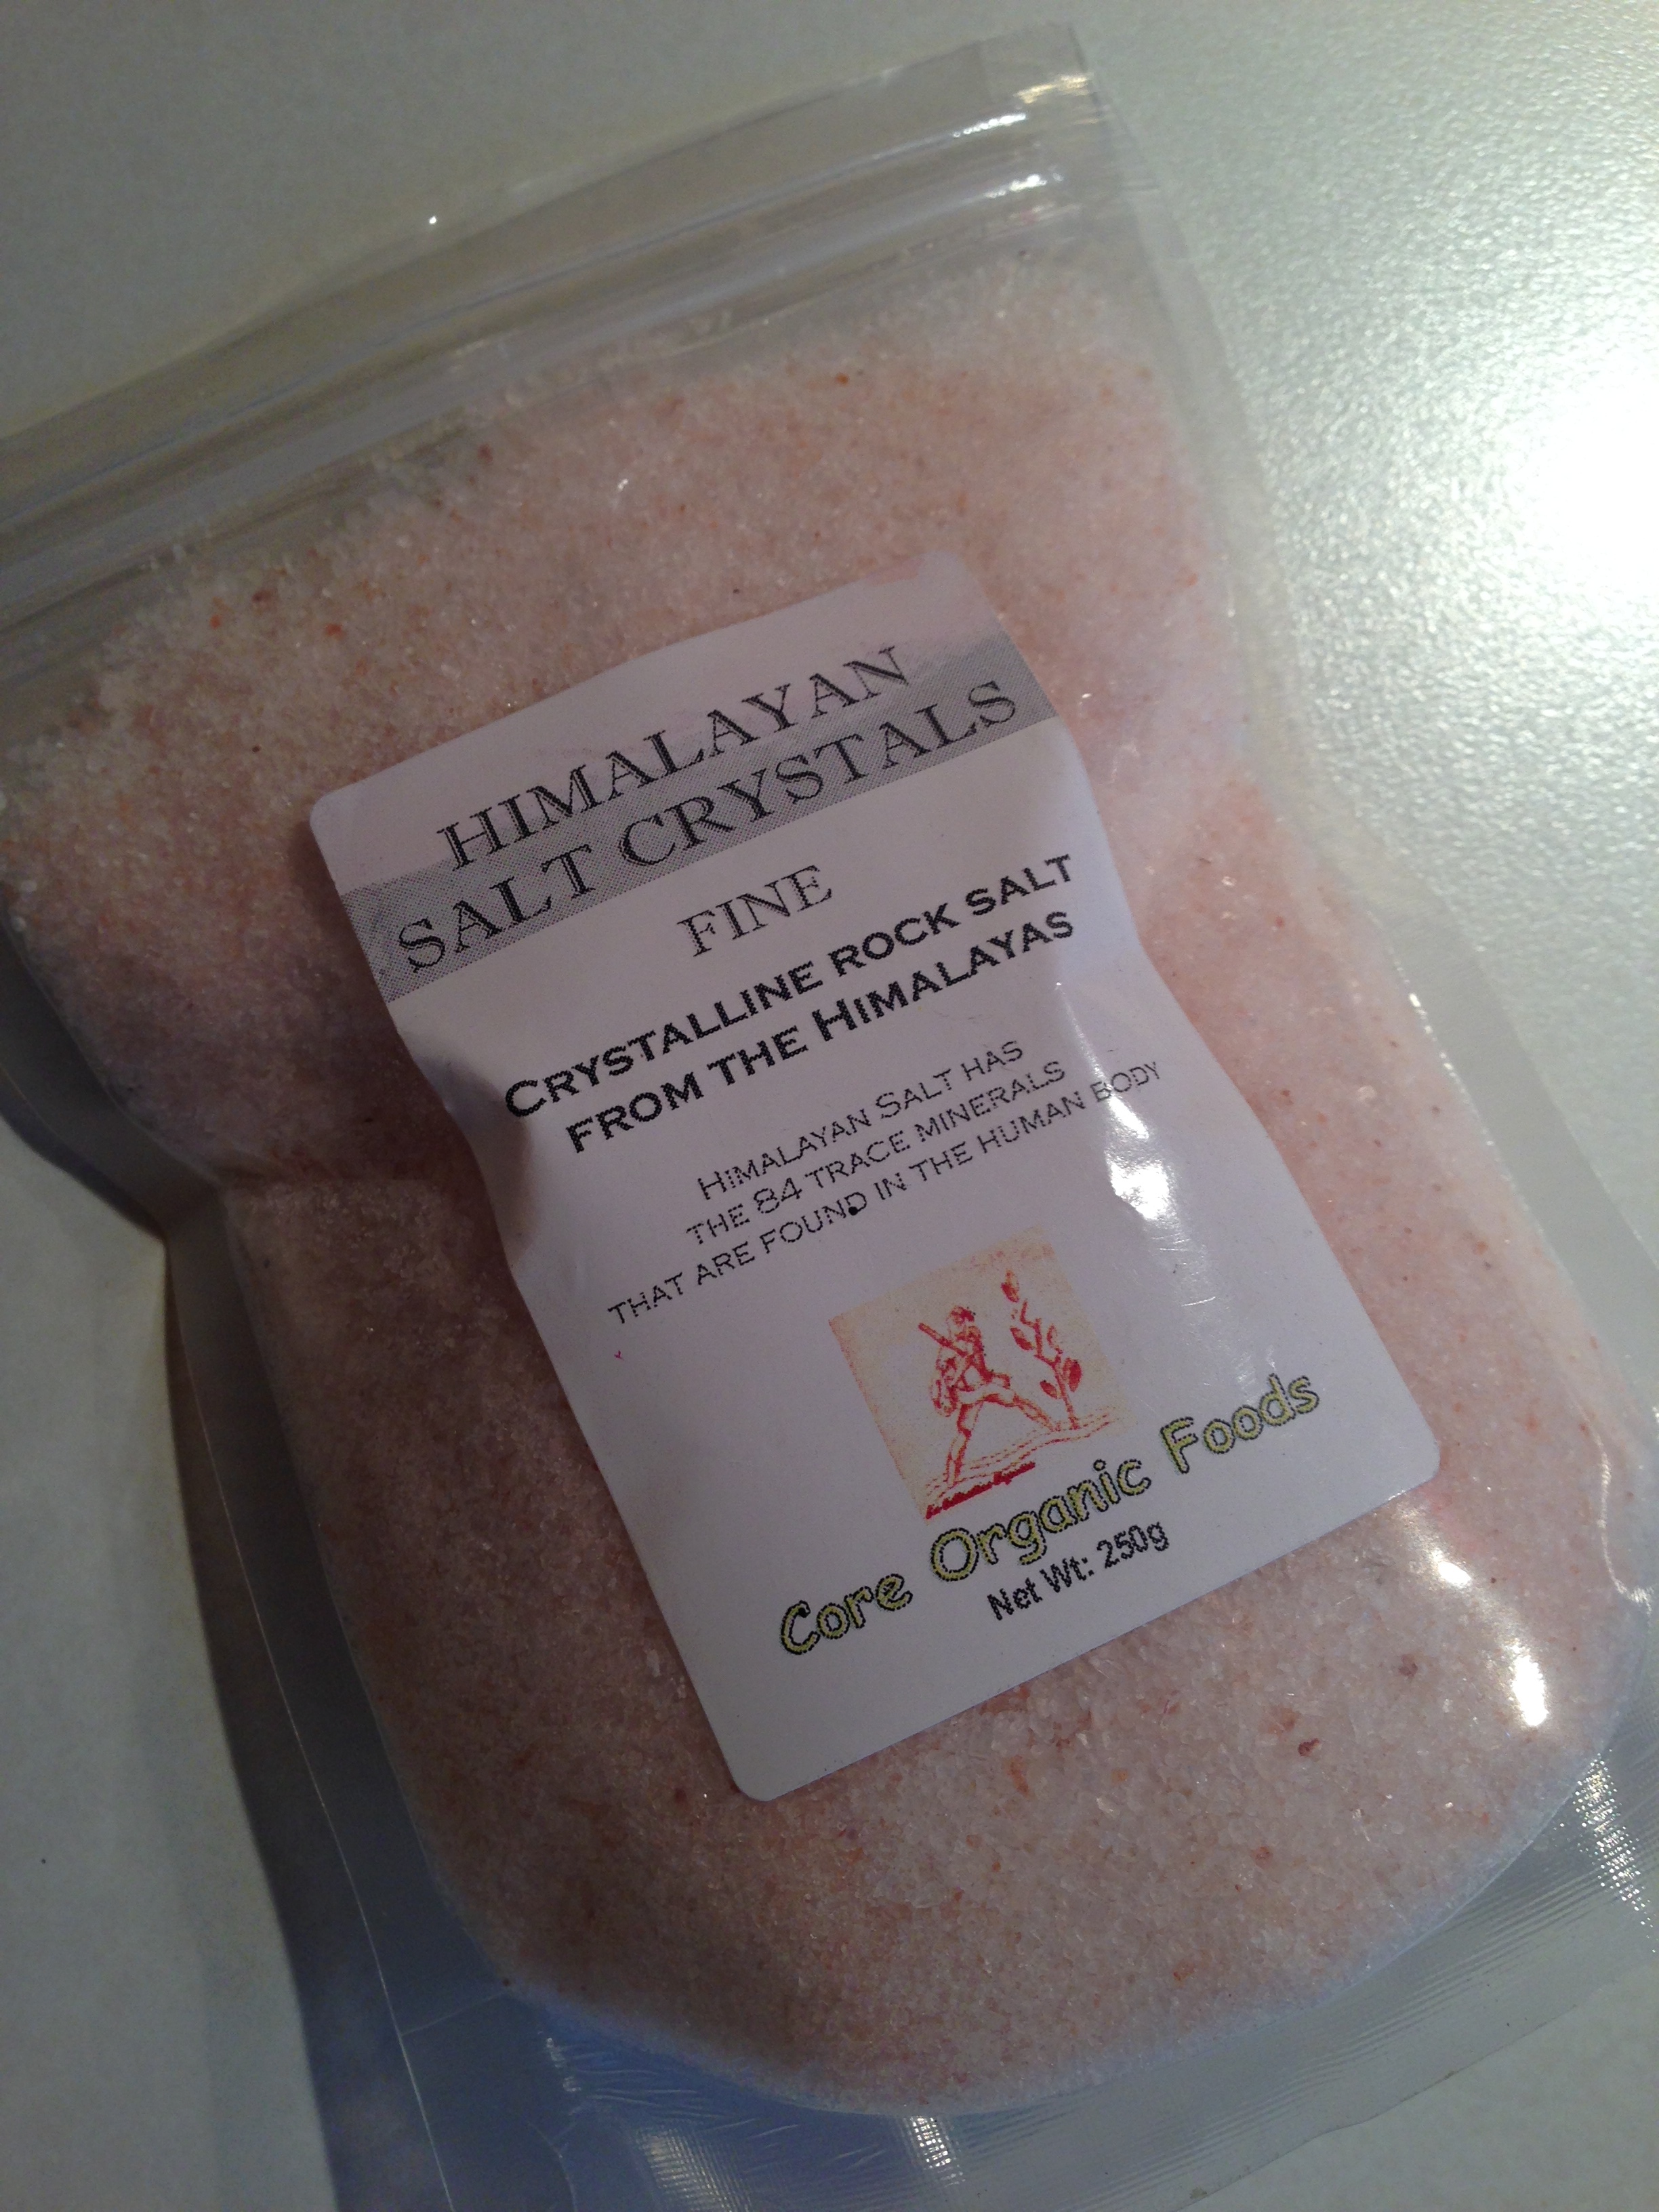 HIMALAYAN
SALT CRYSTALS
FINE
CRYSTALLINE ROCK SALT
FROM THE HIMALAYAS
HIMALAYAN SALT HAS
THE 84 TRACE MINERALS
THAT ARE FOUND IN THE HUMAN BODY
Core Organic Foods
Net Wt: 250g